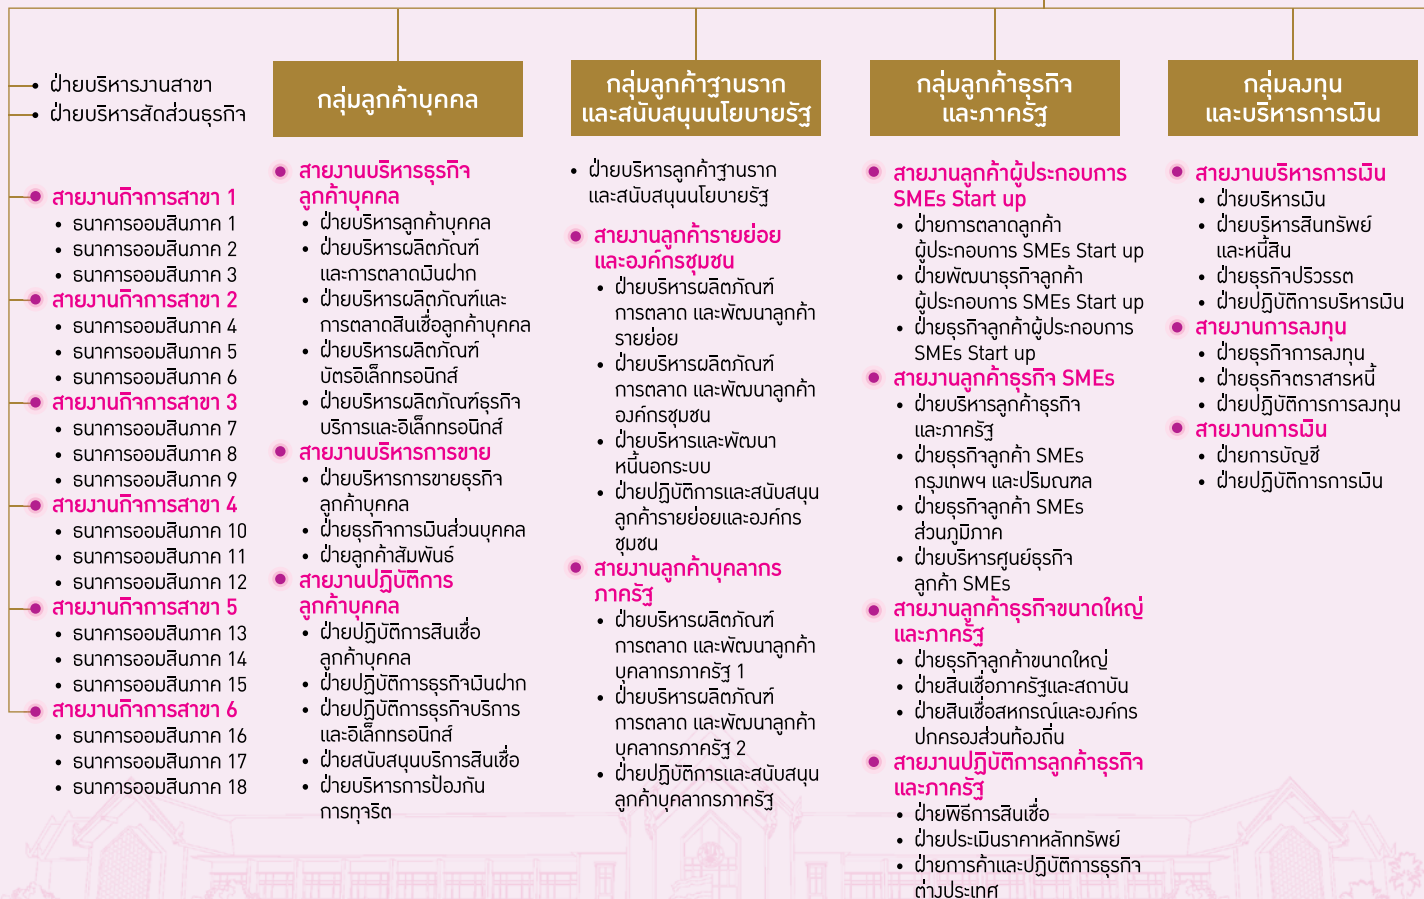 ฝ่ายบริหารงานสาขา
ฝ่ายบริหารสัดส่วนธุรกิจ
สายงานกิจการสาขา 1
ธนาคารออมสินภาค 1
ธนาคารออมสินภาค 2
ธนาคารออมสินภาค 3
สายงานกิจการสาขา 2
ธนาคารออมสินภาค 4
ธนาคารออมสินภาค 5
ธนาคารออมสินภาค 6
สายงานกิจการสาขา 3
ธนาคารออมสินภาค 7
ธนาคารออมสินภาค 8
ธนาคารออมสินภาค 9
สายงานกิจการสาขา 4
ธนาคารออมสินภาค 10
ธนาคารออมสินภาค 11
ธนาคารออมสินภาค 12
สายงานกิจการสาขา 5
ธนาคารออมสินภาค 13
ธนาคารออมสินภาค 14
ธนาคารออมสินภาค 15
สายงานกิจการสาขา 6
ธนาคารออมสินภาค 16
ธนาคารออมสินภาค 17
ธนาคารออมสินภาค 18
กลุ่มลูกค้าบุคคล
สายงานบริหารธุรกิจ
ลูกค้าบุคคล
ฝ่ายบริหารลูกค้าบุคคล
ฝ่ายบริหารผลิตภัณฑ์
และการตลาดเงินฝาก
ฝ่ายบริหารผลิตภัณฑ์และ
การตลาดสินเชื่อลูกค้าบุคคล
ฝ่ายบริหารผลิตภัณฑ์
บัตรอิเล็กทรอนิกส์
ฝ่ายบริหารผลิตภัณฑ์ธุรกิจ
บริการและอิเล็กทรอนิกส์
สายงานบริหารการขาย
ฝ่ายบริหารการขายธุรกิจ
ลูกค้าบุคคล
ฝ่ายธุรกิจการเงินส่วนบุคคล
ฝ่ายลูกค้าสัมพันธ์
สายงานปฏิบัติการ
ลูกค้าบุคคล
ฝ่ายปฏิบัติการสินเชื่อ
ลูกค้าบุคคล
ฝ่ายปฏิบัติการธุรกิจเงินฝาก
ฝ่ายปฏิบัติการธุรกิจบริการ
และอิเล็กทรอนิกส์
ฝ่ายสนับสนุนบริการสินเชื่อ
ฝ่ายบริหารการป้องกัน
การทุจริต
กลุ่มลูกค้าฐานราก
และสนับสนุนนโยบายรัฐ
ฝ่ายบริหารลูกค้าฐานราก
และสนับสนุนนโยบายรัฐ
สายงานลูกค้ารายย่อย
และองค์กรชุมชน
ฝ่ายบริหารผลิตภัณฑ์
การตลาด และพัฒนาลูกค้า
รายย่อย
ฝ่ายบริหารผลิตภัณฑ์
การตลาด และพัฒนาลูกค้า
องค์กรชุมชน
ฝ่ายบริหารและพัฒนา
หนี้นอกระบบ
ฝ่ายปฏิบัติการและสนับสนุน
ลูกค้ารายย่อยและองค์กร
ชุมชน
สายงานลูกค้าบุคลากร
ภาครัฐ
ฝ่ายบริหารผลิตภัณฑ์
การตลาด และพัฒนาลูกค้า
บุคลากรภาครัฐ 1
ฝ่ายบริหารผลิตภัณฑ์
การตลาด และพัฒนาลูกค้า
บุคลากรภาครัฐ 2
ฝ่ายปฏิบัติการและสนับสนุน
ลูกค้าบุคลากรภาครัฐ
กลุ่มลูกค้าธุรกิจ
และภาครัฐ
สายงานลูกค้าผู้ประกอบการ
SMEs Start up
ฝ่ายการตลาดลูกค้า
ผู้ประกอบการ SMEs Start up
ฝ่ายพัฒนาธุรกิจลูกค้า
ผู้ประกอบการ SMEs Start up
ฝ่ายธุรกิจลูกค้าผู้ประกอบการ
SMEs Start up
สายงานลูกค้าธุรกิจ SMEs
ฝ่ายบริหารลูกค้าธุรกิจ
และภาครัฐ
ฝ่ายธุรกิจลูกค้า SMEs
กรุงเทพฯ และปริมณฑล
ฝ่ายธุรกิจลูกค้า SMEs
ส่วนภูมิภาค
ฝ่ายบริหารศูนย์ธุรกิจ
ลูกค้า SMEs
สายงานลูกค้าธุรกิจขนาดใหญ่
และภาครัฐ
ฝ่ายธุรกิจลูกค้าขนาดใหญ่
ฝ่ายสินเชื่อภาครัฐและสถาบัน
ฝ่ายสินเชื่อสหกรณ์และองค์กร
ปกครองส่วนท้องถิ่น
สายงานปฏิบัติการลูกค้าธุรกิจ
และภาครัฐ
ฝ่ายพิธีการสินเชื่อ
ฝ่ายประเมินราคาหลักทรัพย์
ฝ่ายการค้าและปฏิบัติการธุรกิจ
ต่างประเทศ
กลุ่มลงทุน
และบริหารการเงิน
สายงานบริหารการเงิน
ฝ่ายบริหารเงิน
ฝ่ายบริหารสินทรัพย์
และหนี้สิน
ฝ่ายธุรกิจปริวรรต
ฝ่ายปฏิบัติการบริหารเงิน
สายงานการลงทุน
ฝ่ายธุรกิจการลงทุน
ฝ่ายธุรกิจตราสารหนี้
ฝ่ายปฏิบัติการการลงทุน
สายงานการเงิน
ฝ่ายการบัญชี
ฝ่ายปฏิบัติการการเงิน